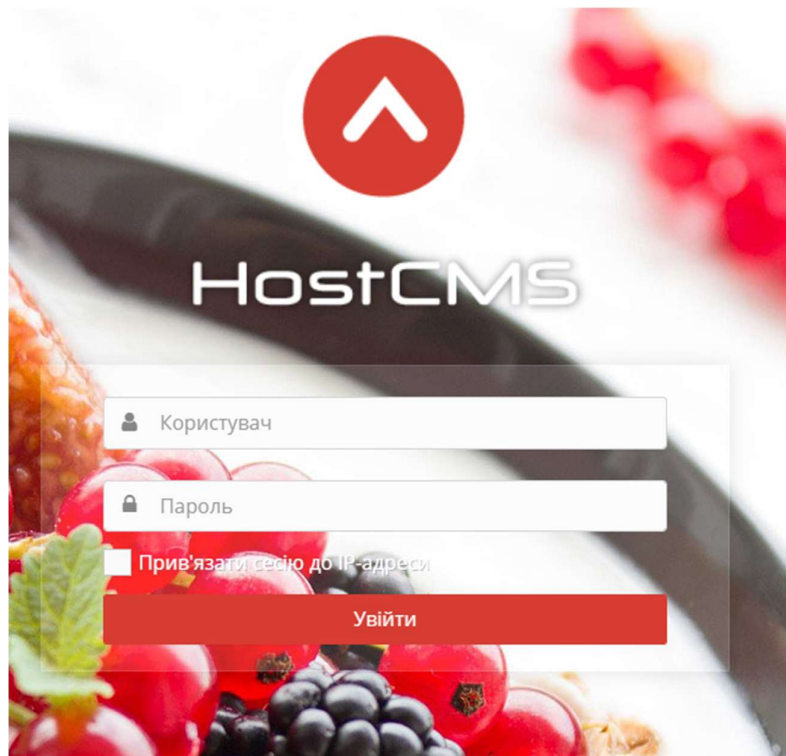 HostCMS
Користувач
Пароль
Прив'язати сесію до IP-адреси
Увійти